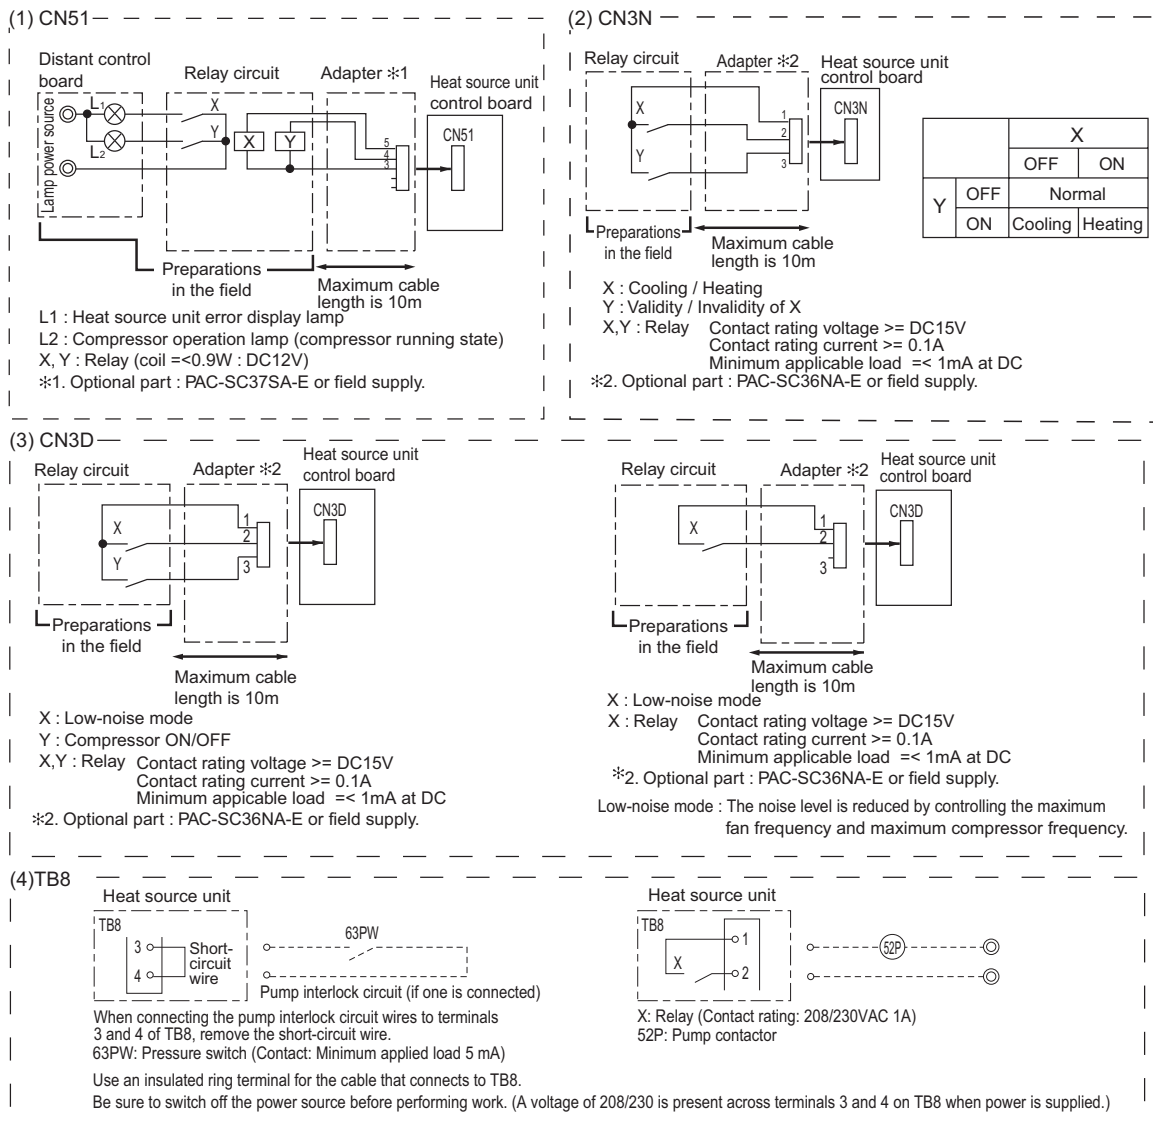 (1) CN51
Distant control
board
Relay circuit
Adapter ※1
Heat source unit
control board
Lamp power source
L1
L2
X
Y
X
Y
5
4
3
CN51
Preparations
in the field
Maximum cable
length is 10m
L1 : Heat source unit error display lamp
L2 : Compressor operation lamp (compressor running state)
X, Y : Relay (coil =<0.9W : DC12V)
※1. Optional part : PAC-SC37SA-E or field supply.
(2) CN3N
Relay circuit
Adapter ※2
Heat source unit
control board
X
Y
1
2
3
CN3N
Preparations
in the field
Maximum cable
length is 10m
X
OFF ON
Y OFF Normal
ON Cooling Heating
X : Cooling / Heating
Y : Validity / Invalidity of X
X,Y : Relay Contact rating voltage >= DC15V
Contact rating current >= 0.1A
Minimum applicable load =< 1mA at DC
※2. Optional part : PAC-SC36NA-E or field supply.
(3) CN3D
Relay circuit
Adapter ※2
Heat source unit
control board
X
Y
1
2
3
CN3D
Preparations
in the field
Maximum cable
length is 10m
X : Low-noise mode
Y : Compressor ON/OFF
X,Y : Relay Contact rating voltage >= DC15V
Contact rating current >= 0.1A
Minimum appicable load =< 1mA at DC
※2. Optional part : PAC-SC36NA-E or field supply.
Relay circuit
Adapter ※2
Heat source unit
control board
X
1
2
3
CN3D
Preparations
in the field
Maximum cable
length is 10m
X : Low-noise mode
X : Relay Contact rating voltage >= DC15V
Contact rating current >= 0.1A
Minimum applicable load =< 1mA at DC
※2. Optional part : PAC-SC36NA-E or field supply.
Low-noise mode : The noise level is reduced by controlling the maximum
fan frequency and maximum compressor frequency.
(4)TB8
Heat source unit
TB8
3
4
Short-
circuit
wire
63PW
Pump interlock circuit (if one is connected)
When connecting the pump interlock circuit wires to terminals
3 and 4 of TB8, remove the short-circuit wire.
63PW: Pressure switch (Contact: Minimum applied load 5 mA)
Heat source unit
TB8
X
1
2
52P
X: Relay (Contact rating: 208/230VAC 1A)
52P: Pump contactor
Use an insulated ring terminal for the cable that connects to TB8.
Be sure to switch off the power source before performing work. (A voltage of 208/230 is present across terminals 3 and 4 on TB8 when power is supplied.)